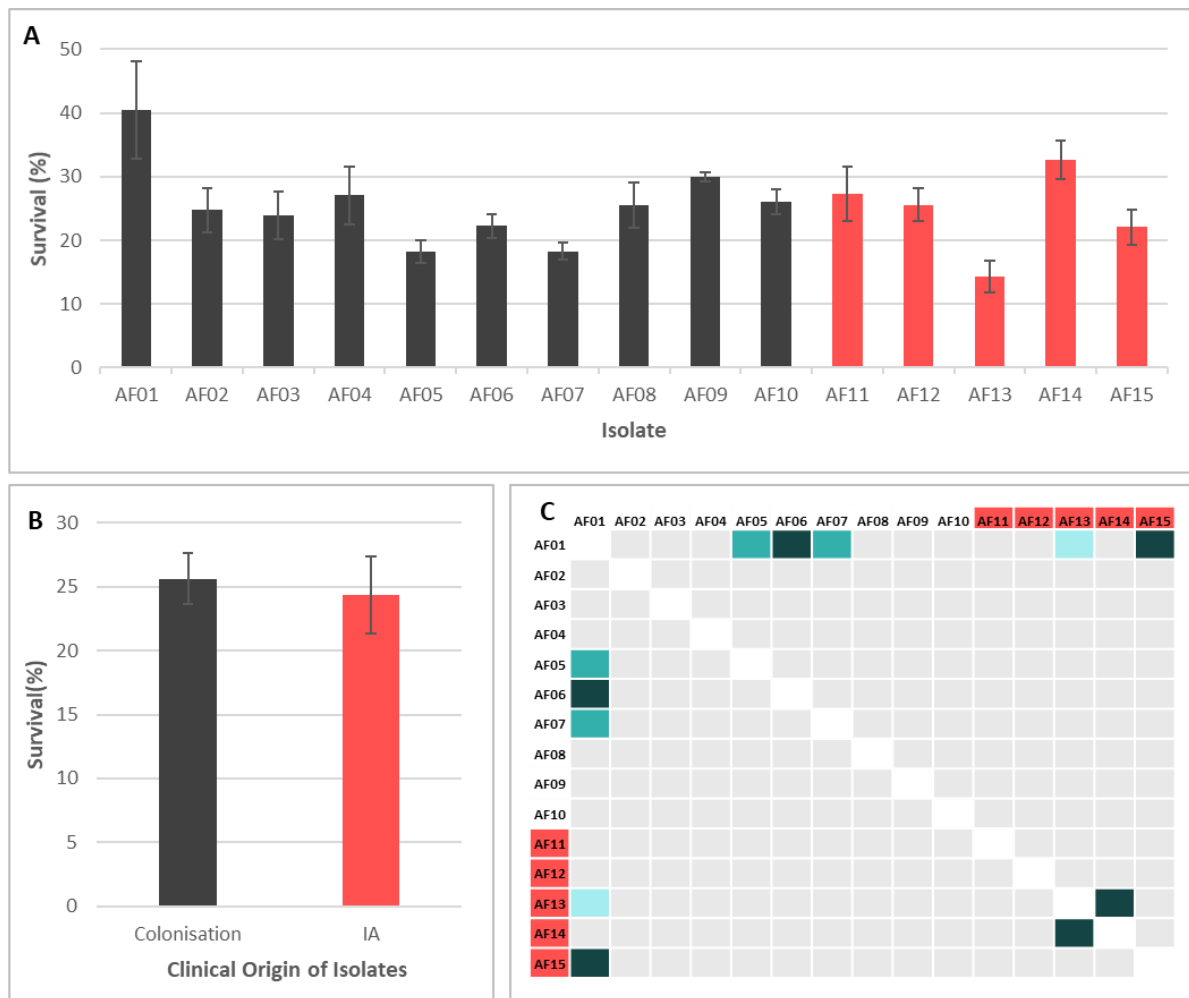 A
50
40
30
20
10
0
Survival (%)
AF01 AF02 AF03 AF04 AF05 AF06 AF07 AF08 AF09 AF10 AF11 AF12 AF13 AF14 AF15
Isolate
B
30
25
20
15
10
5
0
Survival(%)
Colonisation IA
Clinical Origin of Isolates
C
AF01 AF02 AF03 AF04 AF05 AF06 AF07 AF08 AF09 AF10 AF11 AF12 AF13 AF14 AF15
AF01
AF02
AF03
AF04
AF05
AF06
AF07
AF08
AF09
AF10
AF11
AF12
AF13
AF14
AF15